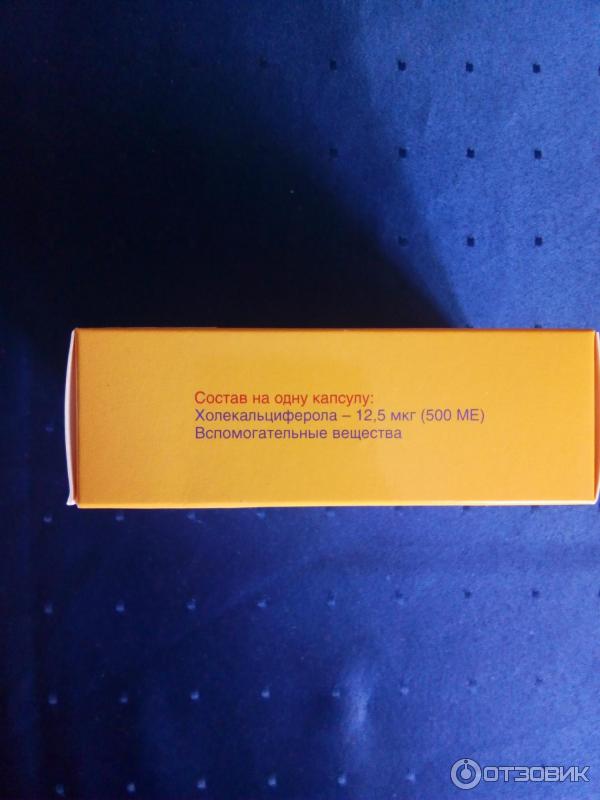 Состав на одну капсулу:
Холекальциферола – 12,5 мкг (500 МЕ)
Вспомогательные вещества
ОТЗОВИК